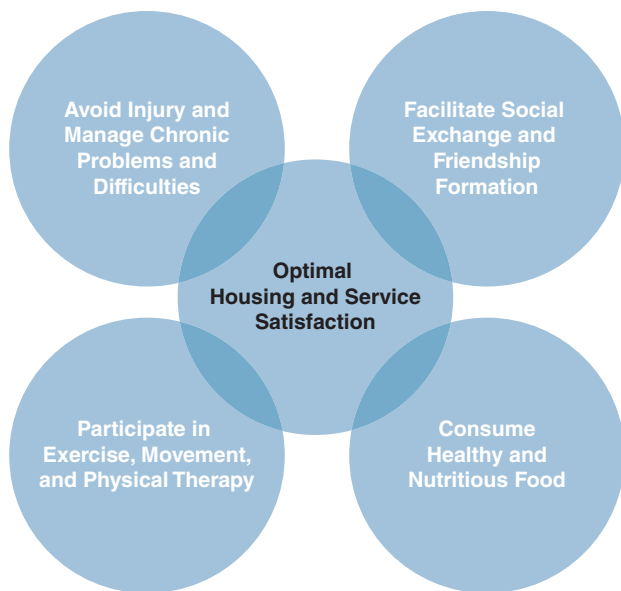 Avoid Injury and
Manage Chronic
Problems and
Difficulties
Facilitate Social
Exchange and
Friendship
Formation
Optimal
Housing and Service
Satisfaction
Participate in
Exercise, Movement,
and Physical Therapy
Consume
Healthy and
Nutritious Food